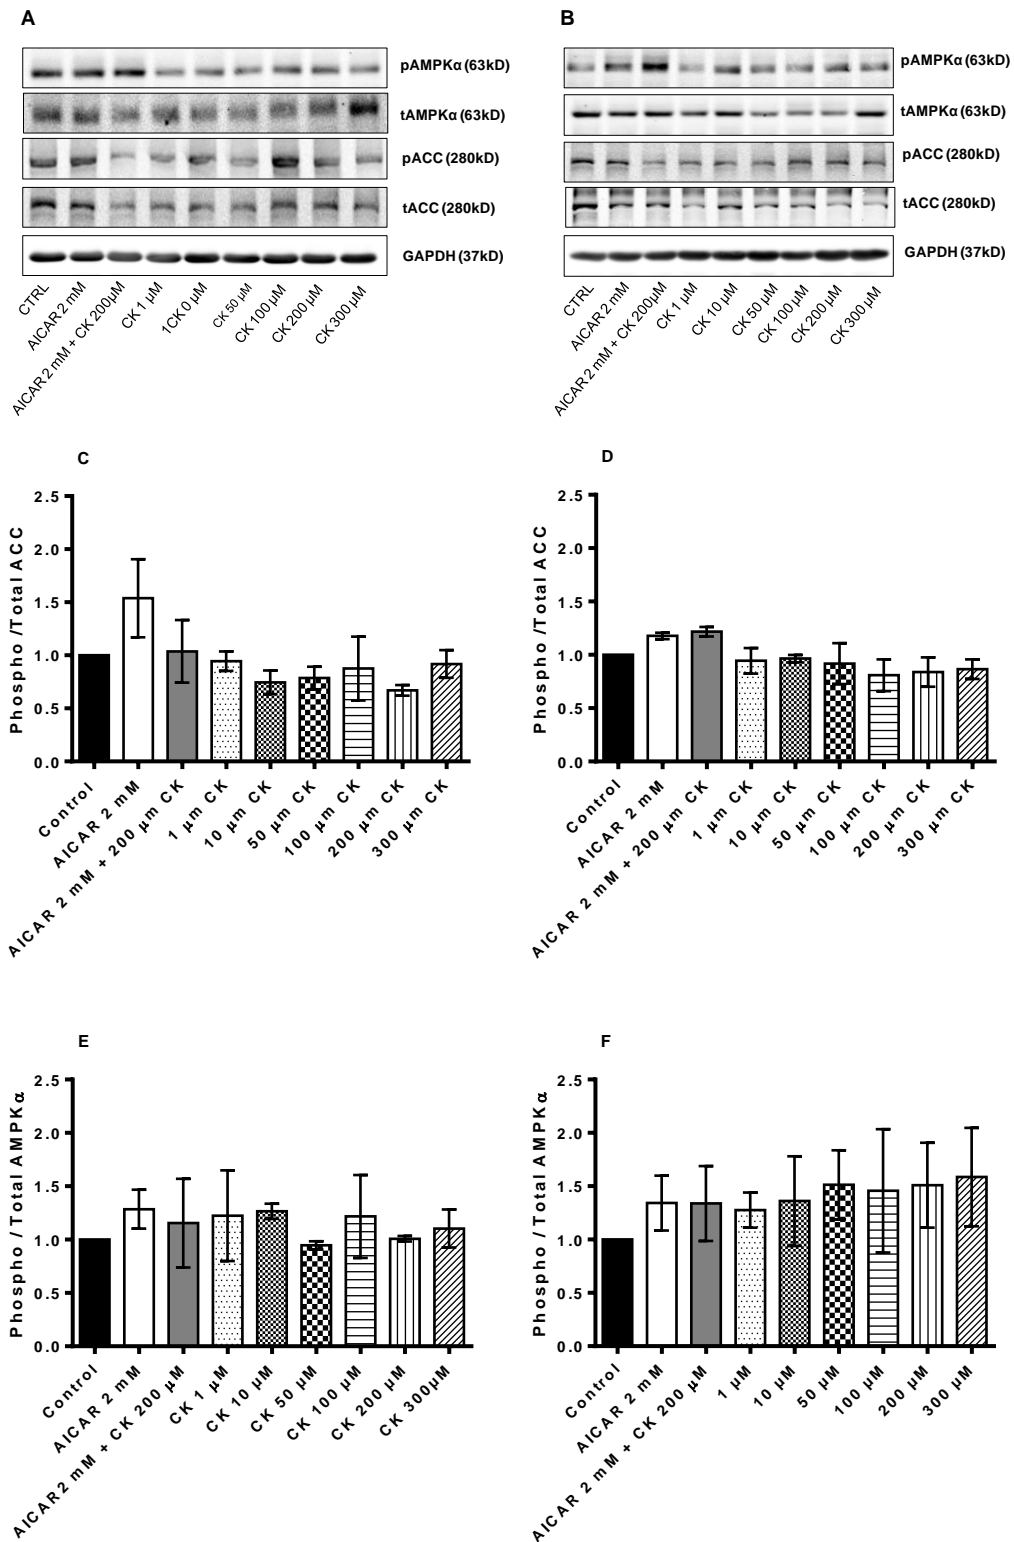 A
pAMPKα (63kD)
tAMPKα (63kD)
pACC (280kD)
tACC (280kD)
GAPDH (37kD)
CTRL
AICAR 2 mM
AICAR 2 mM + CK 200µM
CK 1 µM
1CK 0 µM
CK 50 µM
CK 100 µM
CK 200 µM
CK 300 µM
B
pAMPKα (63kD)
tAMPKα (63kD)
pACC (280kD)
tACC (280kD)
GAPDH (37kD)
CTRL
AICAR 2 mM
AICAR 2 mM + CK 200µM
CK 1 µM
CK 10 µM
CK 50 µM
CK 100 µM
CK 200 µM
CK 300 µM
C
Phospho /Total ACC
2.5
2.0
1.5
1.0
0.5
0.0
Control
AICAR 2 mM
AICAR 2 mM + 200 µm CK
1 µm CK
10 µm CK
50 µm CK
100 µm CK
200 µm CK
300 µm CK
D
Phospho /Total ACC
2.5
2.0
1.5
1.0
0.5
0.0
Control
AICAR 2 mM
AICAR 2 mM + 200 µm CK
1 µm CK
10 µm CK
50 µm CK
100 µm CK
200 µm CK
300 µm CK
E
Phospho / Total AMPKα
2.5
2.0
1.5
1.0
0.5
0.0
Control
AICAR 2 mM
AICAR 2 mM + CK 200 µM
CK 1 µM
CK 10 µM
CK 50 µM
CK 100 µM
CK 200 µM
CK 300µM
F
Phospho / Total AMPKα
2.5
2.0
1.5
1.0
0.5
0.0
Control
AICAR 2 mM
AICAR 2 mM + CK 200 µM
1 µM
10 µM
50 µM
100 µM
200 µM
300 µM